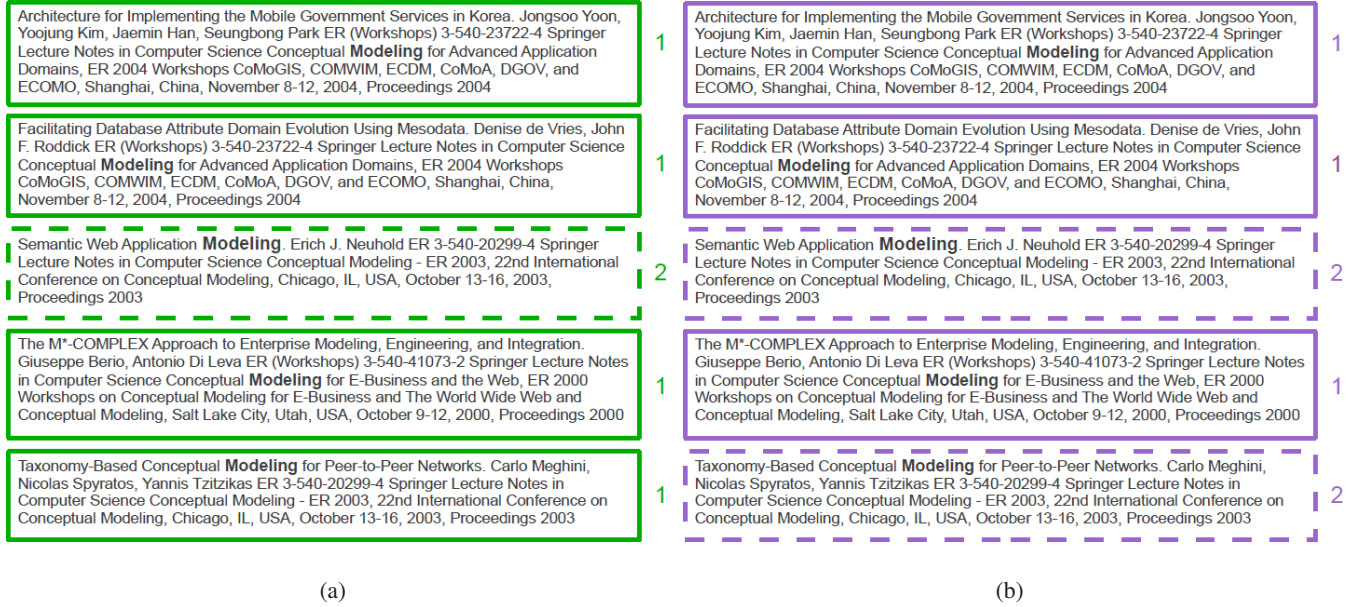 Architecture for Implementing the Mobile Government Services in Korea. Jongsoo Yoon,
Yoojung Kim, Jaemin Han, Seungbong Park ER (Workshops) 3-540-23722-4 Springer
Lecture Notes in Computer Science Conceptual Modeling for Advanced Application
Domains, ER 2004 Workshops CoMoGIS, COMWIM, ECDM, CoMoA, DGOV, and
ECOMO, Shanghai, China, November 8-12, 2004, Proceedings 2004
1
Facilitating Database Attribute Domain Evolution Using Mesodata. Denise de Vries, John
F. Roddick ER (Workshops) 3-540-23722-4 Springer Lecture Notes in Computer Science
Conceptual Modeling for Advanced Application Domains, ER 2004 Workshops
CoMoGIS, COMWIM, ECDM, CoMoA, DGOV, and ECOMO, Shanghai, China,
November 8-12, 2004, Proceedings 2004
1
Semantic Web Application Modeling. Erich J. Neuhold ER 3-540-20299-4 Springer
Lecture Notes in Computer Science Conceptual Modeling - ER 2003, 22nd International
Conference on Conceptual Modeling, Chicago, IL, USA, October 13-16, 2003,
Proceedings 2003
2
The M*-COMPLEX Approach to Enterprise Modeling, Engineering, and Integration.
Giuseppe Berio, Antonio Di Leva ER (Workshops) 3-540-41073-2 Springer Lecture Notes
in Computer Science Conceptual Modeling for E-Business and the Web, ER 2000
Workshops on Conceptual Modeling for E-Business and The World Wide Web and
Conceptual Modeling, Salt Lake City, Utah, USA, October 9-12, 2000, Proceedings 2000
1
Taxonomy-Based Conceptual Modeling for Peer-to-Peer Networks. Carlo Meghini,
Nicolas Spyratos, Yannis Tzitzikas ER 3-540-20299-4 Springer Lecture Notes in
Computer Science Conceptual Modeling - ER 2003, 22nd International Conference on
Conceptual Modeling, Chicago, IL, USA, October 13-16, 2003, Proceedings 2003
1
(a)
Architecture for Implementing the Mobile Government Services in Korea. Jongsoo Yoon,
Yoojung Kim, Jaemin Han, Seungbong Park ER (Workshops) 3-540-23722-4 Springer
Lecture Notes in Computer Science Conceptual Modeling for Advanced Application
Domains, ER 2004 Workshops CoMoGIS, COMWIM, ECDM, CoMoA, DGOV, and
ECOMO, Shanghai, China, November 8-12, 2004, Proceedings 2004
1
Facilitating Database Attribute Domain Evolution Using Mesodata. Denise de Vries, John
F. Roddick ER (Workshops) 3-540-23722-4 Springer Lecture Notes in Computer Science
Conceptual Modeling for Advanced Application Domains, ER 2004 Workshops
CoMoGIS, COMWIM, ECDM, CoMoA, DGOV, and ECOMO, Shanghai, China,
November 8-12, 2004, Proceedings 2004
1
Semantic Web Application Modeling. Erich J. Neuhold ER 3-540-20299-4 Springer
Lecture Notes in Computer Science Conceptual Modeling - ER 2003, 22nd International
Conference on Conceptual Modeling, Chicago, IL, USA, October 13-16, 2003,
Proceedings 2003
2
The M*-COMPLEX Approach to Enterprise Modeling, Engineering, and Integration.
Giuseppe Berio, Antonio Di Leva ER (Workshops) 3-540-41073-2 Springer Lecture Notes
in Computer Science Conceptual Modeling for E-Business and the Web, ER 2000
Workshops on Conceptual Modeling for E-Business and The World Wide Web and
Conceptual Modeling, Salt Lake City, Utah, USA, October 9-12, 2000, Proceedings 2000
1
Taxonomy-Based Conceptual Modeling for Peer-to-Peer Networks. Carlo Meghini,
Nicolas Spyratos, Yannis Tzitzikas ER 3-540-20299-4 Springer Lecture Notes in
Computer Science Conceptual Modeling - ER 2003, 22nd International Conference on
Conceptual Modeling, Chicago, IL, USA, October 13-16, 2003, Proceedings 2003
2
(b)